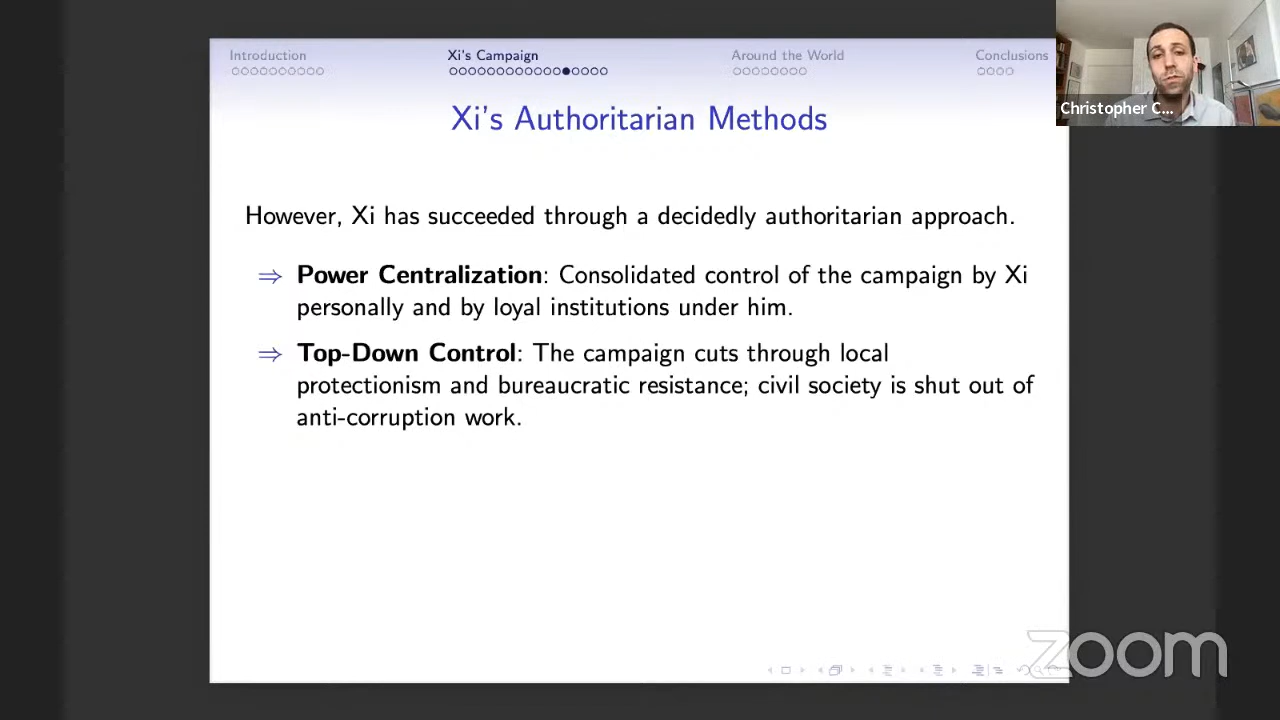 Introduction
Xi's Campaign
Around the World
Conclusions
Christopher C...
Xi's Authoritarian Methods
However, Xi has succeeded through a decidedly authoritarian approach.
⇒ Power Centralization: Consolidated control of the campaign by Xi
personally and by loyal institutions under him.
⇒ Top-Down Control: The campaign cuts through local
protectionism and bureaucratic resistance; civil society is shut out of
anti-corruption work.
zoom